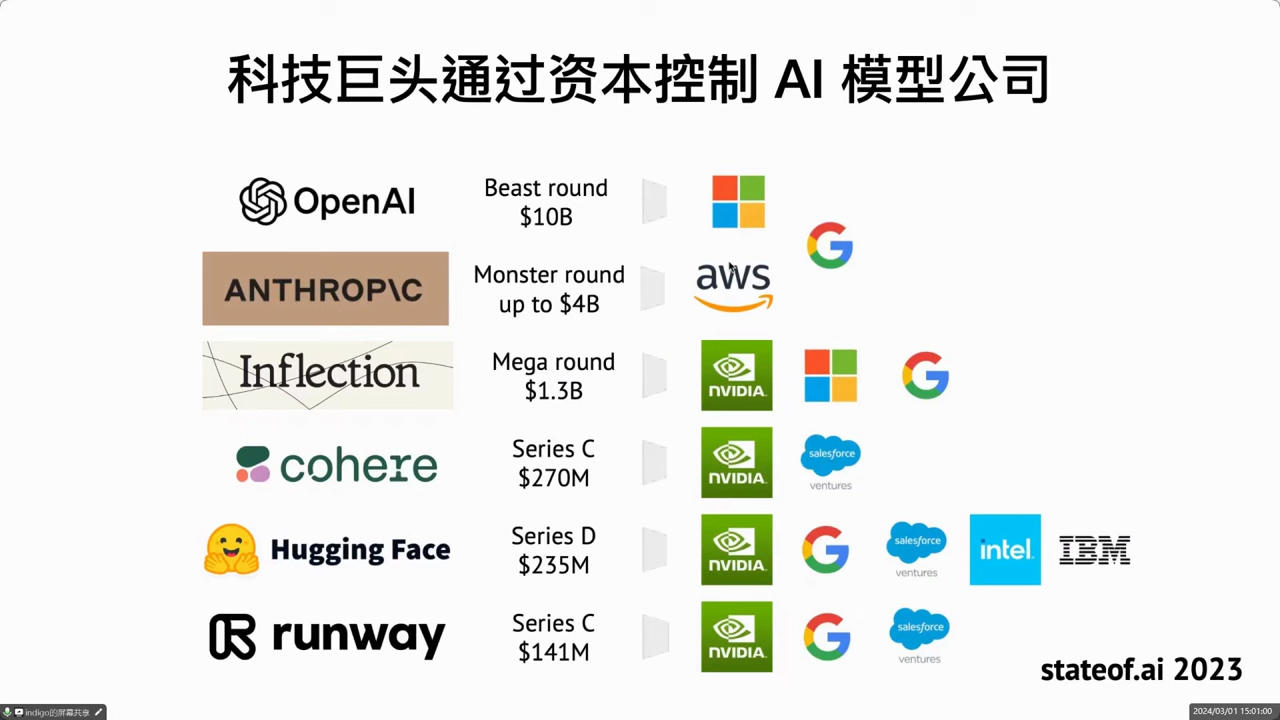 科技巨头通过资本控制 AI 模型公司
OpenAI
Beast round
$10B
ANTHROP\C
Monster round
up to $4B
aws
Inflection
Mega round
$1.3B
NVIDIA.
cohere
Series C
$270M
NVIDIA.
salesforce
ventures
Hugging Face
Series D
$235M
NVIDIA.
salesforce
ventures
intel.
IBM
runway
Series C
$141M
NVIDIA.
salesforce
ventures
stateof.ai 2023
indigo的屏幕共享
2024/03/01 15:01:00